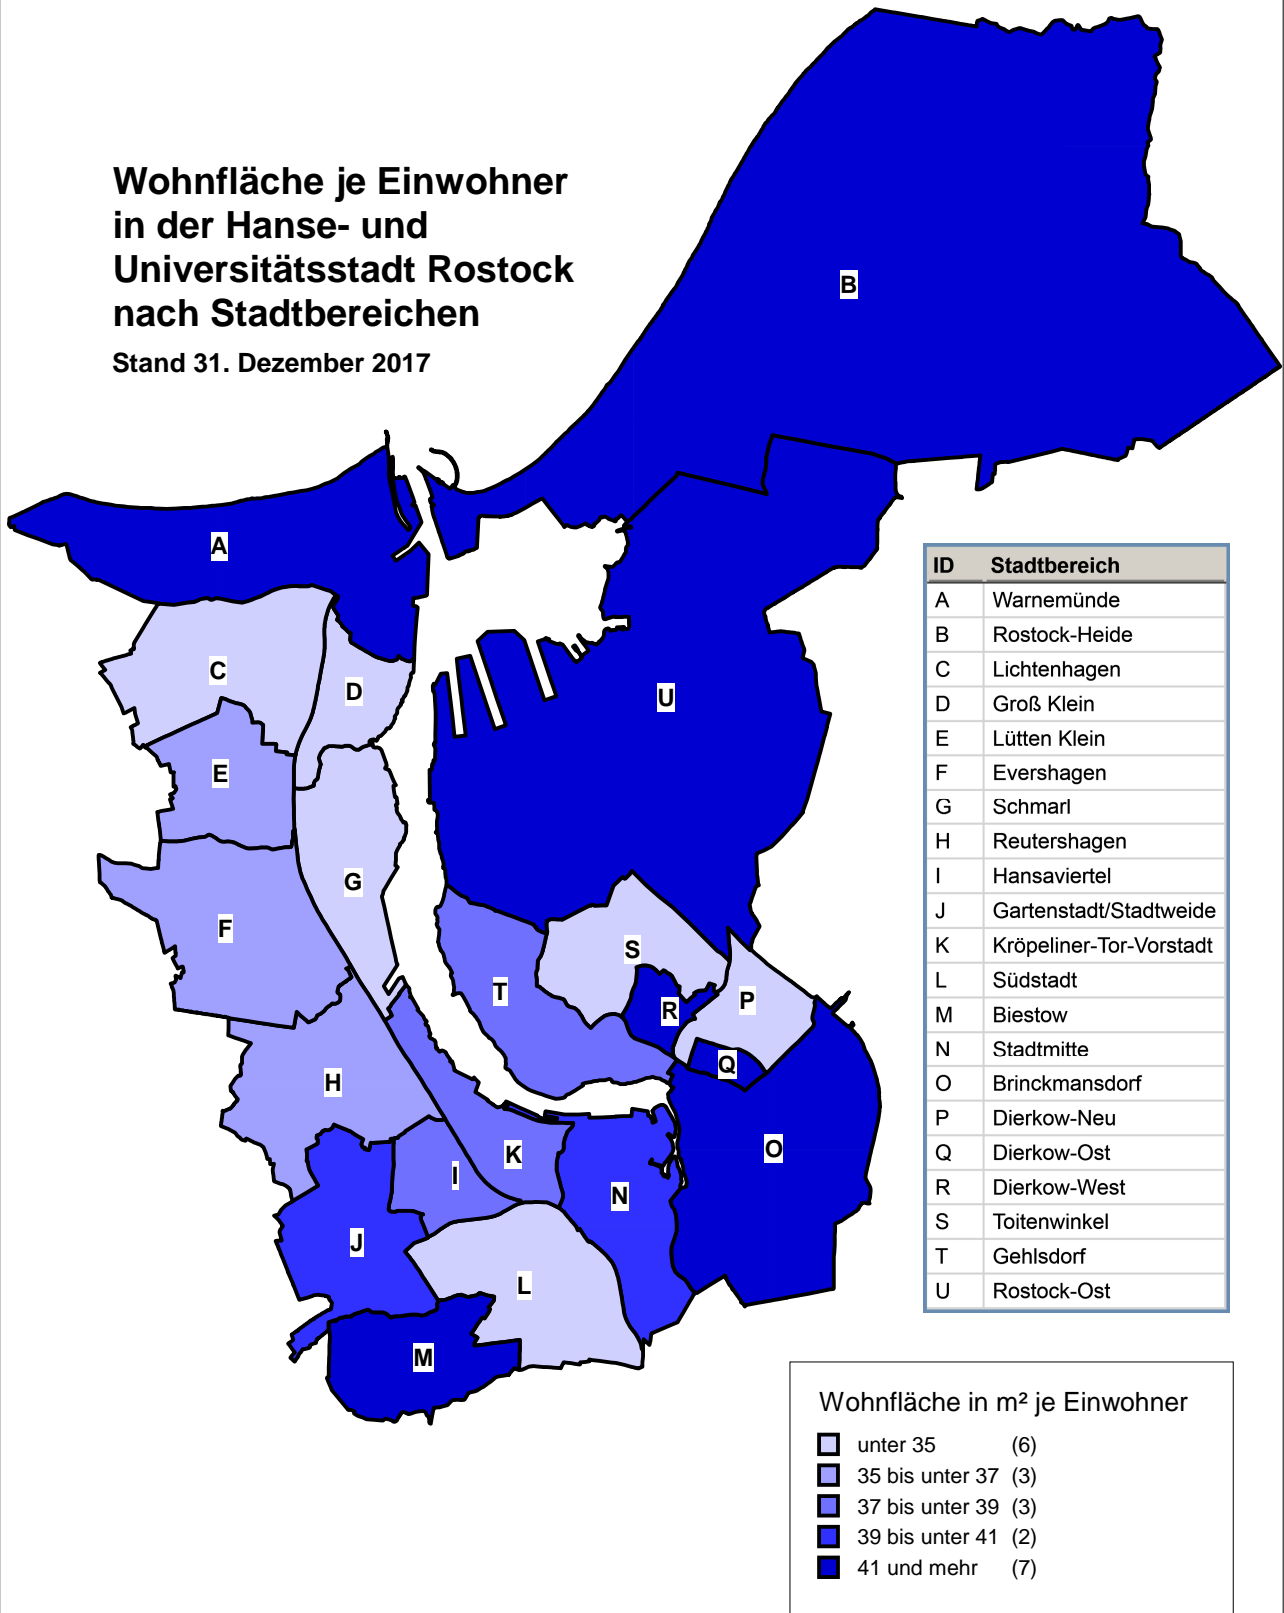 Wohnfläche je Einwohner
in der Hanse- und
Universitätsstadt Rostock
nach Stadtbereichen
Stand 31. Dezember 2017
B
A
C
D
U
E
G
F
S
T
R
P
Q
H
O
K
I
N
J
L
M
ID Stadtbereich
A Warnemünde
B Rostock-Heide
C Lichtenhagen
D Groß Klein
E Lütten Klein
F Evershagen
G Schmarl
H Reutershagen
I Hansaviertel
J Gartenstadt/Stadtweide
K Kröpeliner-Tor-Vorstadt
L Südstadt
M Biestow
N Stadtmitte
O Brinckmansdorf
P Dierkow-Neu
Q Dierkow-Ost
R Dierkow-West
S Toitenwinkel
T Gehlsdorf
U Rostock-Ost
Wohnfläche in m² je Einwohner
unter 35 (6)
35 bis unter 37 (3)
37 bis unter 39 (3)
39 bis unter 41 (2)
41 und mehr (7)